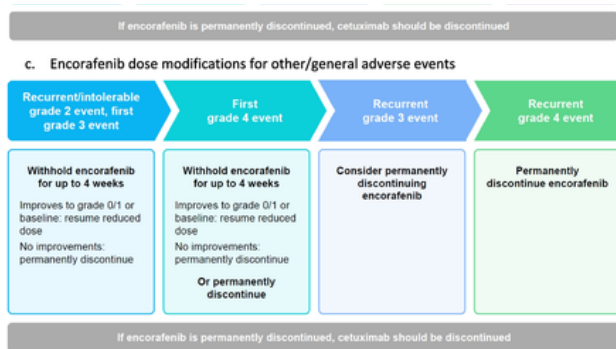 If encorafenib is permanently discontinued, cetuximab should be discontinued
c. Encorafenib dose modifications for other/general adverse events
Recurrent/intolerable
grade 2 event, first
grade 3 event
First
grade 4 event
Recurrent
grade 3 event
Recurrent
grade 4 event
Withhold encorafenib
for up to 4 weeks
Improves to grade 0/1 or
baseline: resume reduced
dose
No improvements:
permanently discontinue
Withhold encorafenib
for up to 4 weeks
Improves to grade 0/1 or
baseline: resume reduced
dose
No improvements:
permanently discontinue
Or permanently
discontinue
Consider permanently
discontinuing
encorafenib
Permanently
discontinue encorafenib
If encorafenib is permanently discontinued, cetuximab should be discontinued